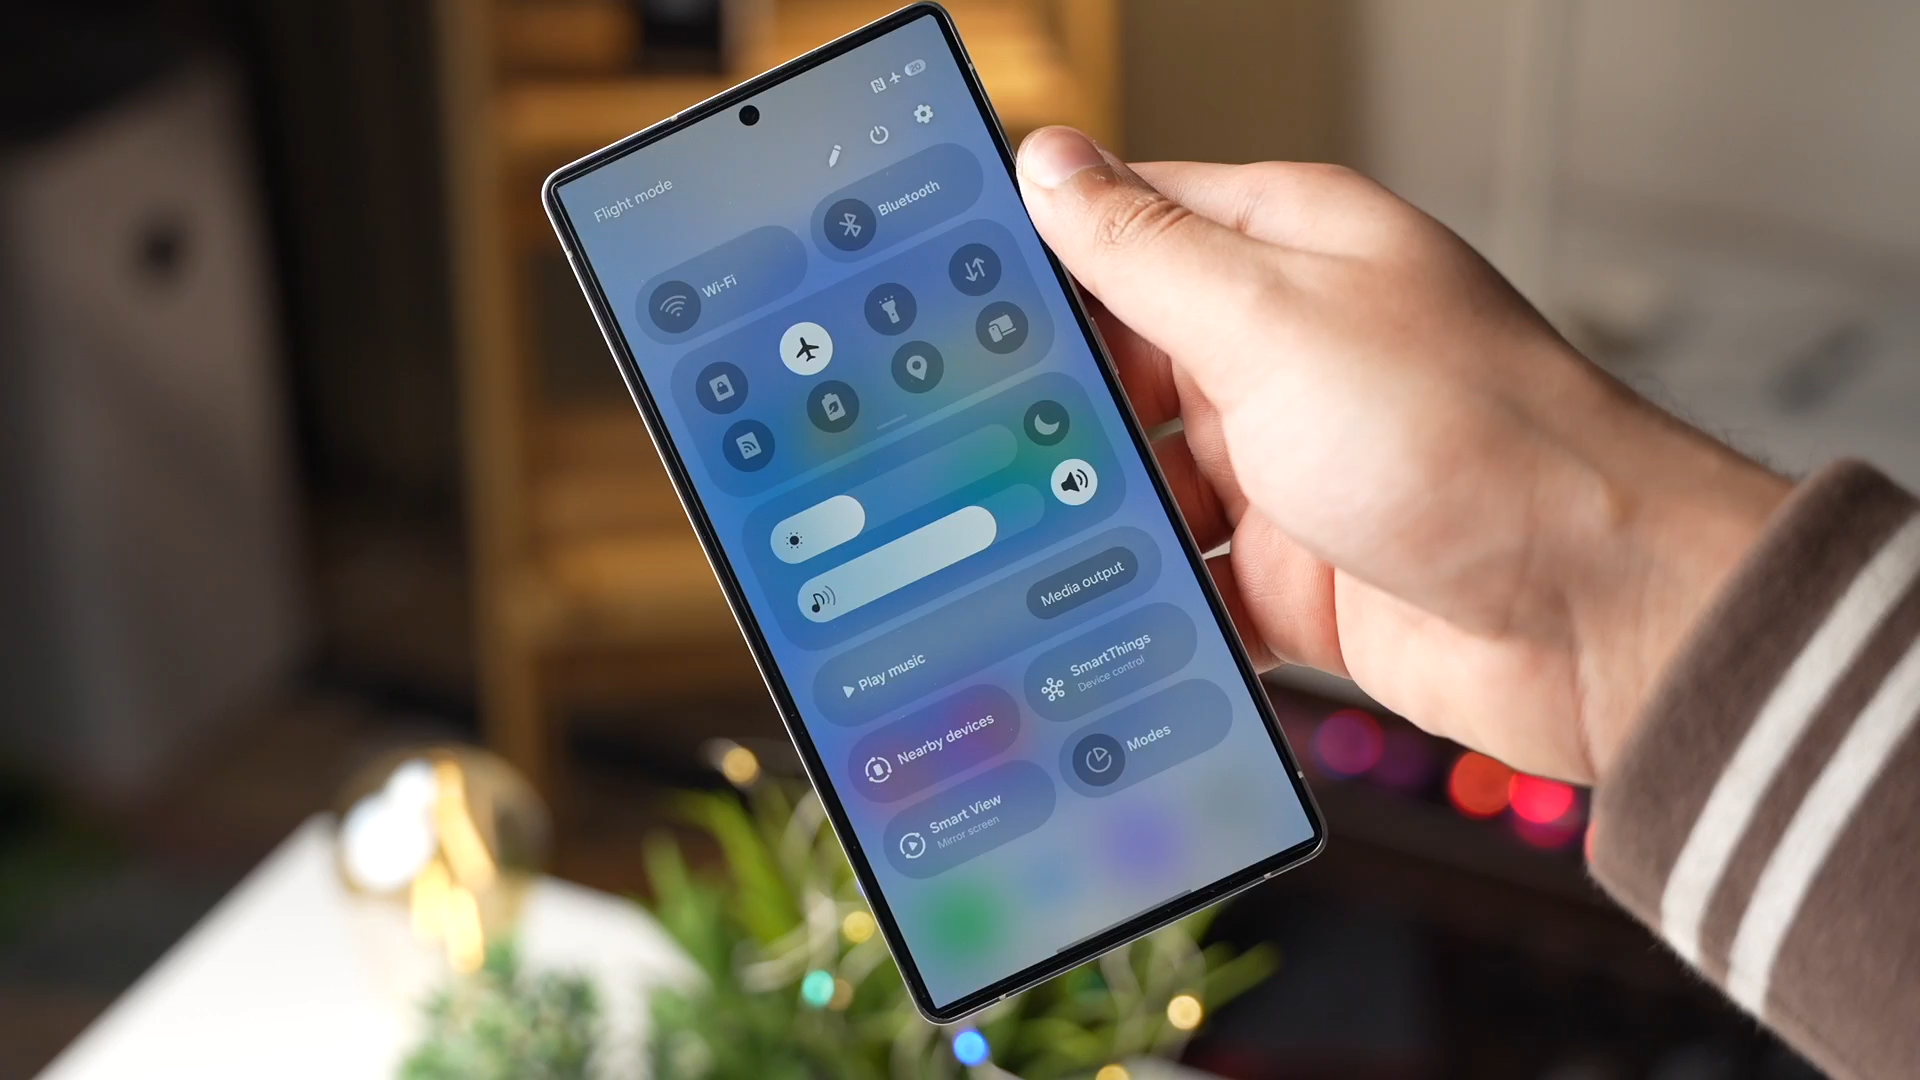 20
Flight mode
Wi-Fi
Bluetooth
Play music
Media output
Nearby devices
SmartThings
Device control
Smart View
Mirror screen
Modes